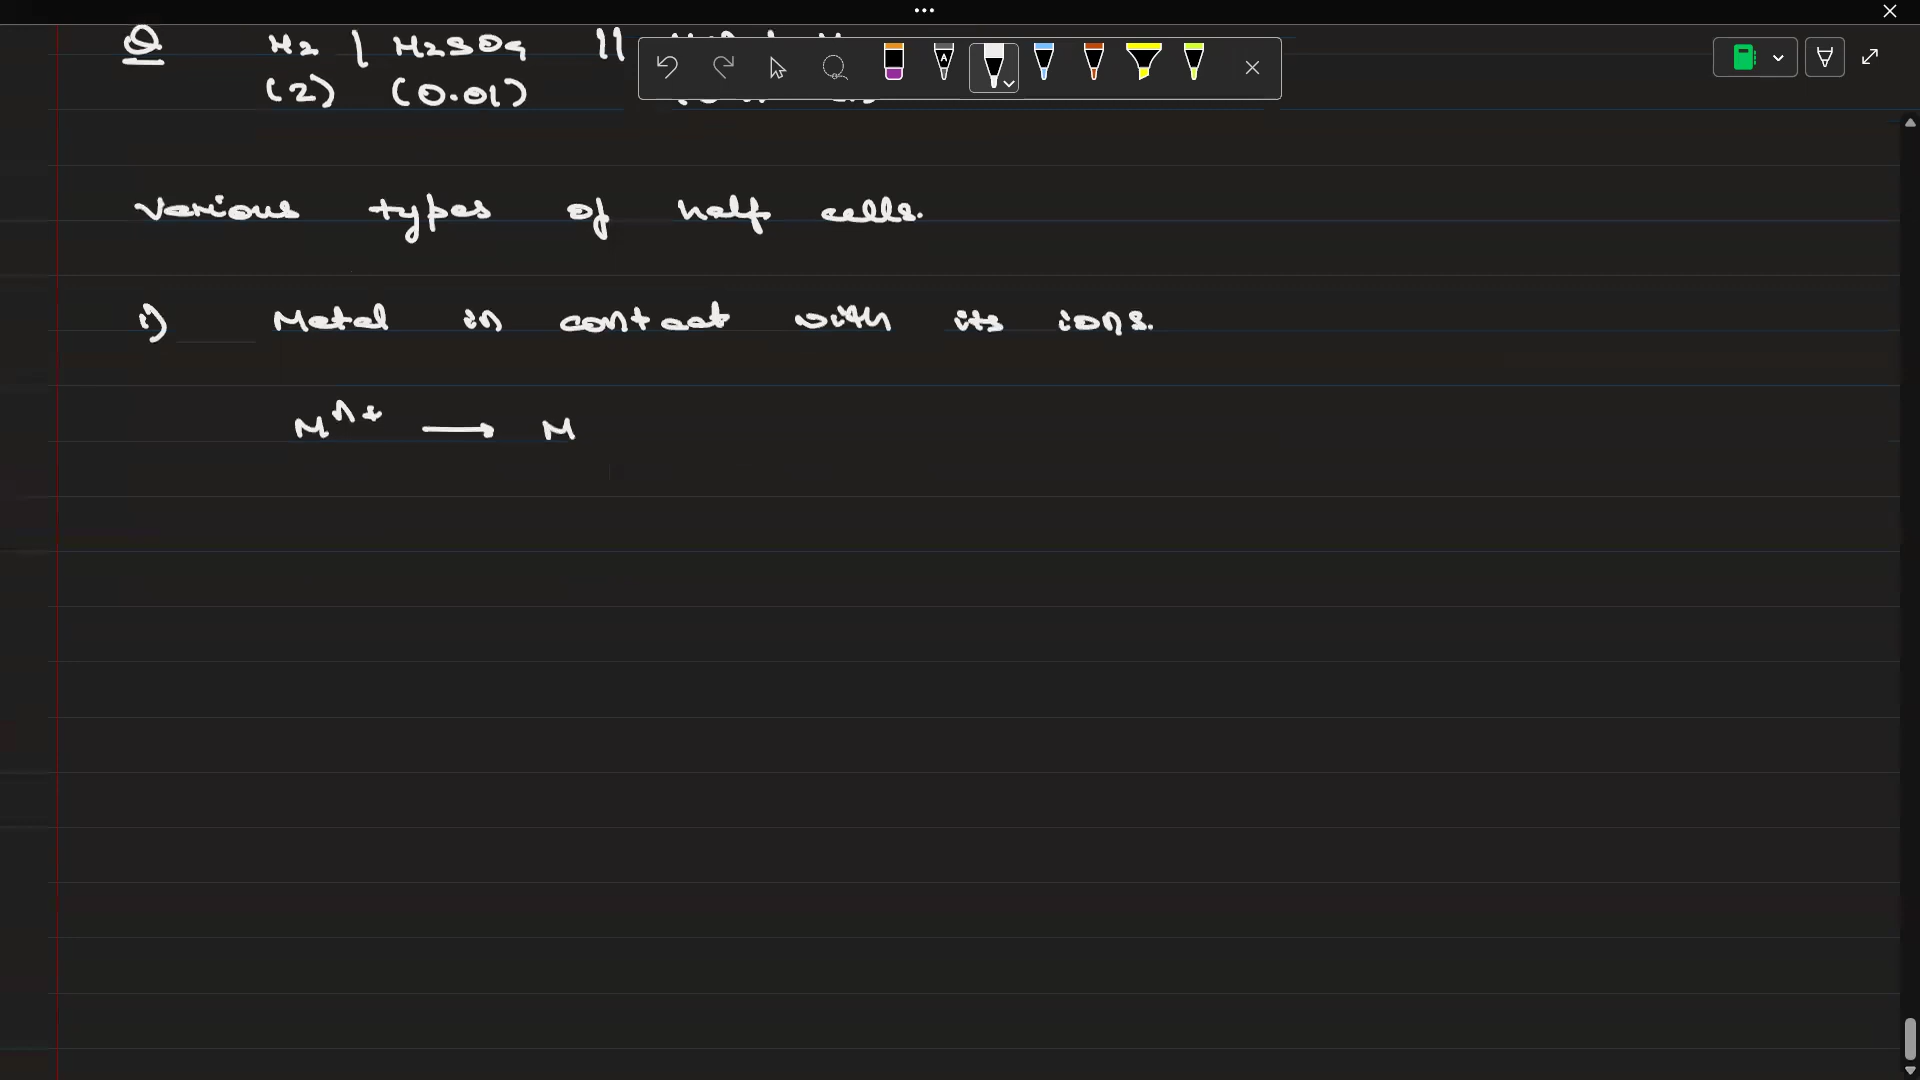 Q H2 | H2SO4 ||
(2) (0.01)
Various types of half cells.
i) Metal in contact with its ions.
Mⁿ⁺ → M